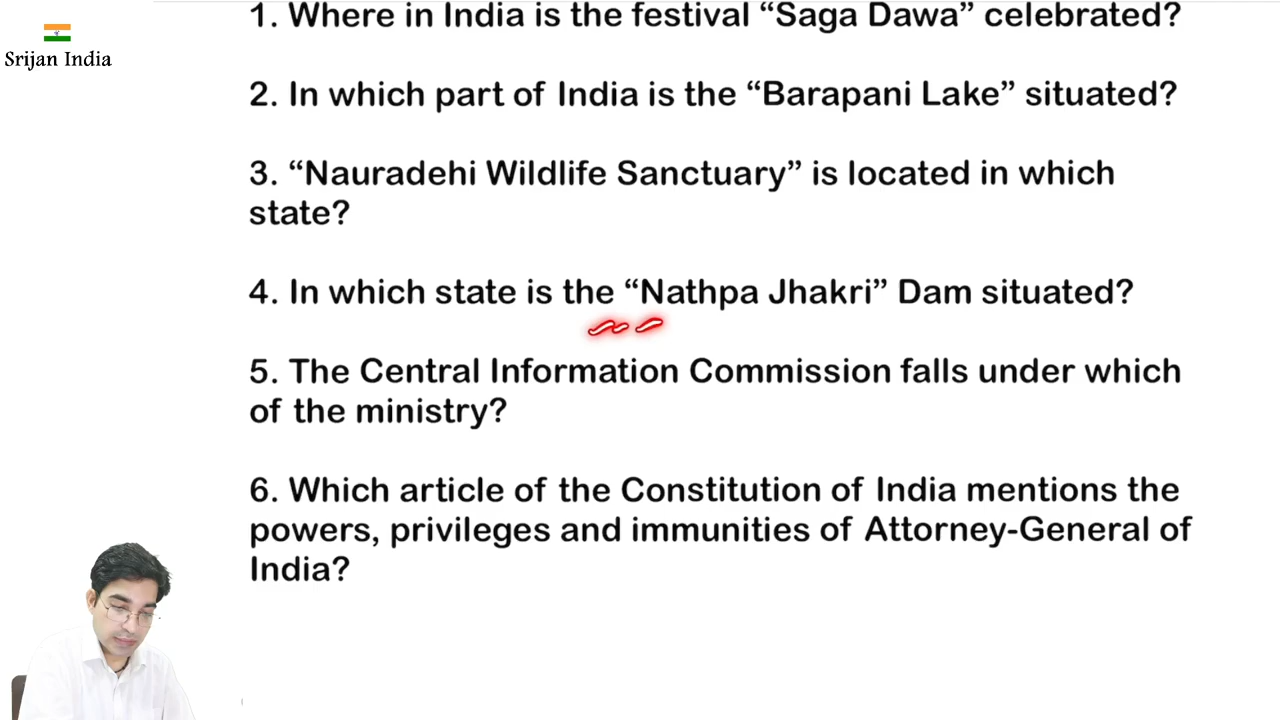 1. Where in India is the festival “Saga Dawa” celebrated?
Srijan India
2. In which part of India is the “Barapani Lake” situated?
3. “Nauradehi Wildlife Sanctuary” is located in which
state?
4. In which state is the “Nathpa Jhakri” Dam situated?
5. The Central Information Commission falls under which
of the ministry?
6. Which article of the Constitution of India mentions the
powers, privileges and immunities of Attorney-General of
India?